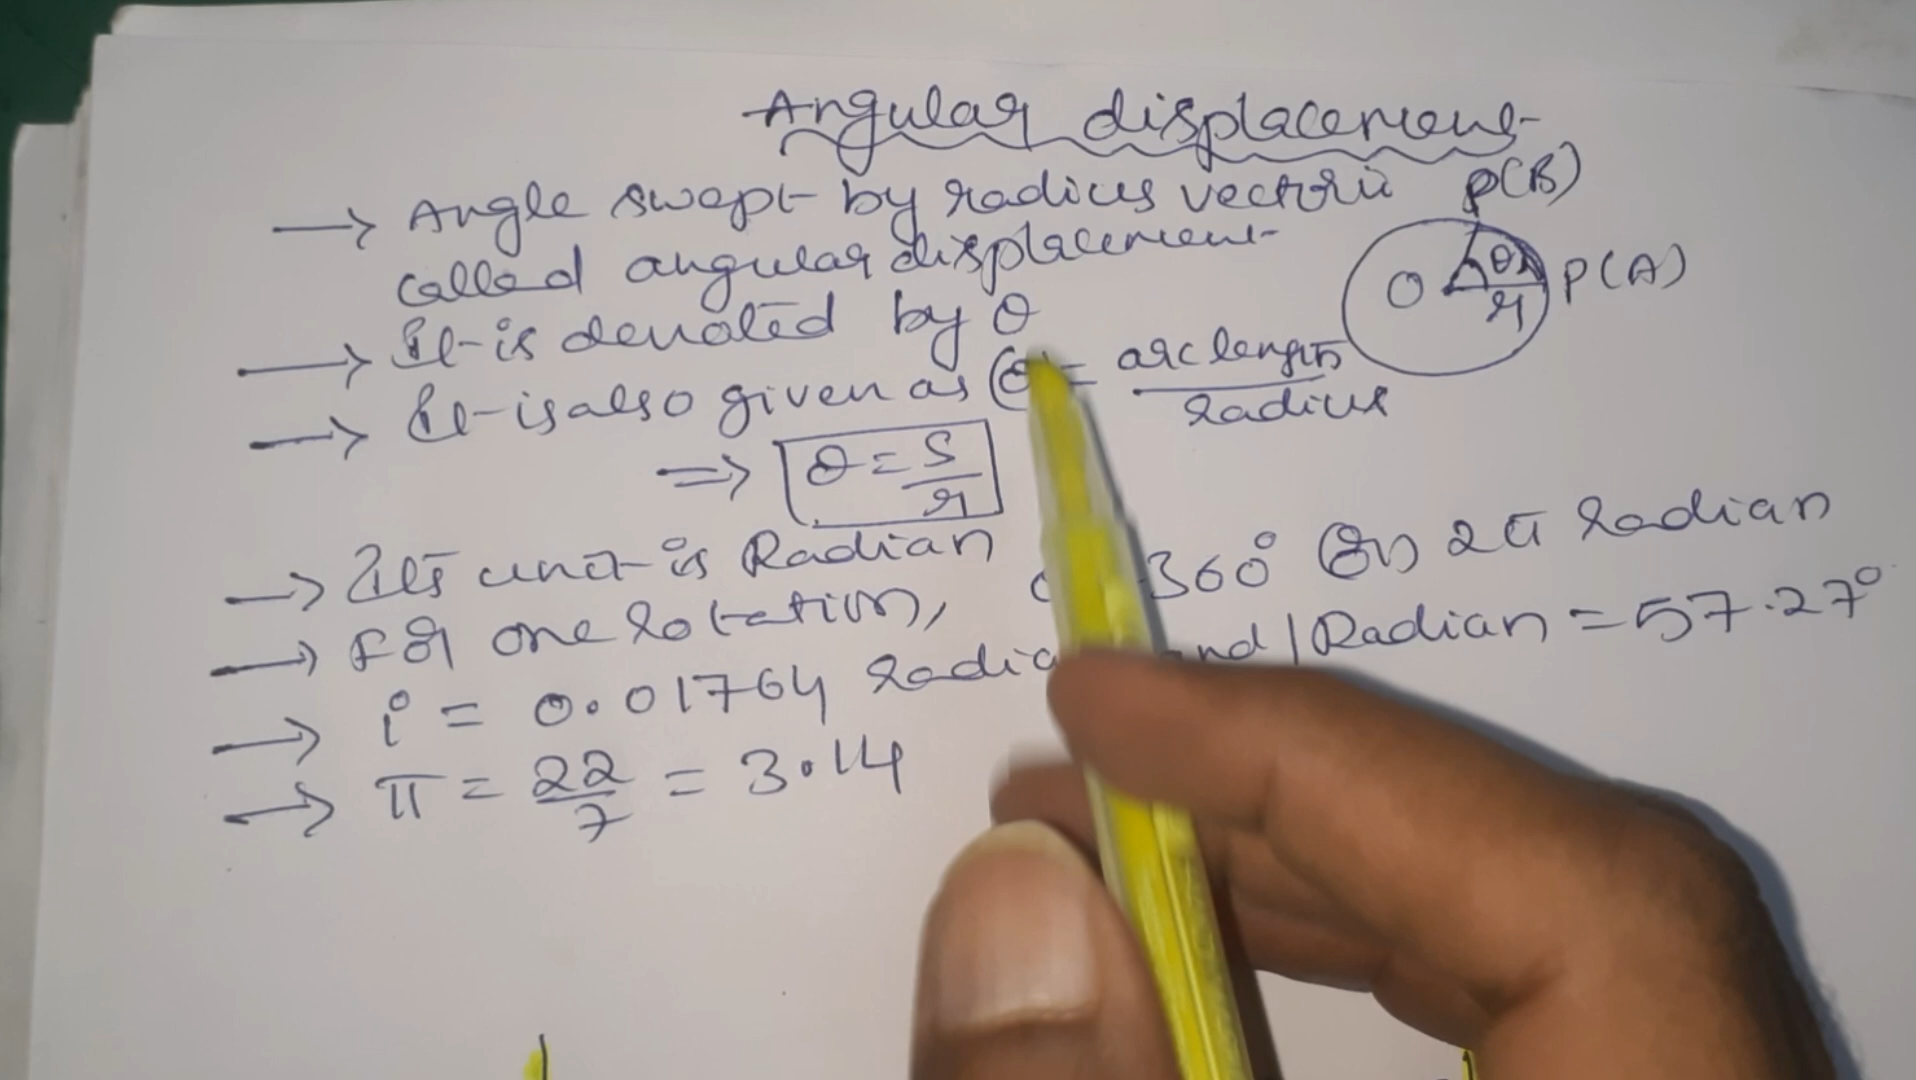 Angular displacement
→ Angle swept by radius vector is
called angular displacement
→ It is denoted by θ
→ It is also given as θ = arc length / radius
⇒ θ = S / r
→ Its unit is Radian
→ For one rotation, 360° (or) 2π radian
→ 1° = 0.01764 radian and 1 Radian = 57.27°
→ π = 22/7 = 3.14
P(B)
O θ P(A)
r